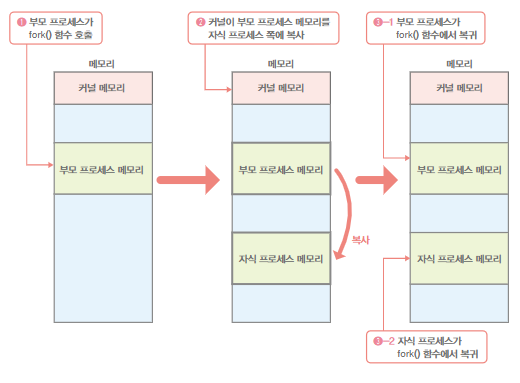 ❶ 부모 프로세스가
fork() 함수 호출
❷ 커널이 부모 프로세스 메모리를
자식 프로세스 쪽에 복사
❸-1 부모 프로세스가
fork() 함수에서 복귀
메모리
메모리
메모리
커널 메모리
커널 메모리
커널 메모리
부모 프로세스 메모리
부모 프로세스 메모리
부모 프로세스 메모리
복사
자식 프로세스 메모리
자식 프로세스 메모리
❸-2 자식 프로세스가
fork() 함수에서 복귀